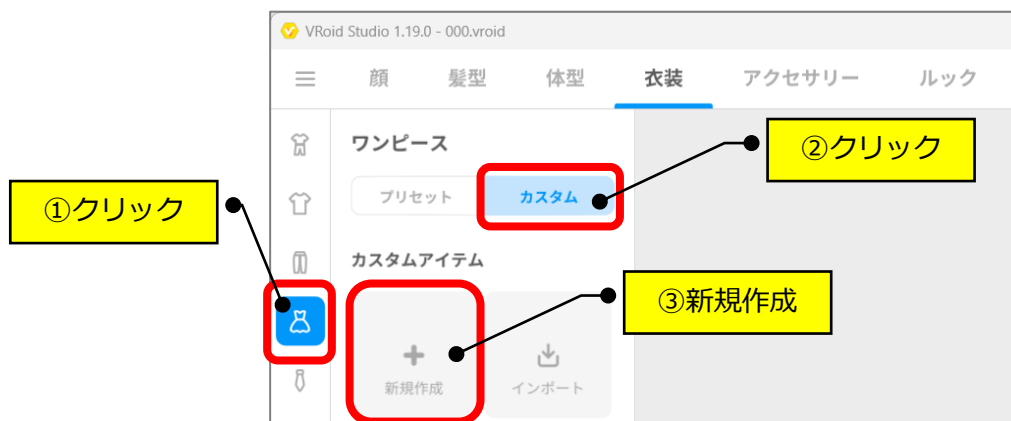 VRoid Studio 1.19.0 - 000.vroid
顔 髪型 体型 衣装 アクセサリー ルック
ワンピース
②クリック
プリセット カスタム
①クリック
カスタムアイテム
③新規作成
新規作成 インポート